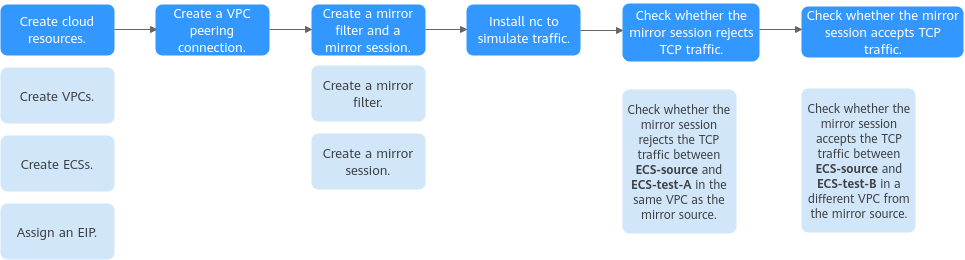 Create cloud
resources.
Create a VPC
peering
connection.
Create a mirror
filter and a
mirror session.
Install nc to
simulate traffic.
Check whether the
mirror session rejects
TCP traffic.
Check whether the mirror
session accepts TCP
traffic.
Create VPCs.
Create ECSs.
Assign an EIP.
Create a mirror
filter.
Create a mirror
session.
Check whether the
mirror session
rejects the TCP
traffic between
ECS-source and
ECS-test-A in the
same VPC as the
mirror source.
Check whether the
mirror session
accepts the TCP
traffic between
ECS-source and
ECS-test-B in a
different VPC from
the mirror source.